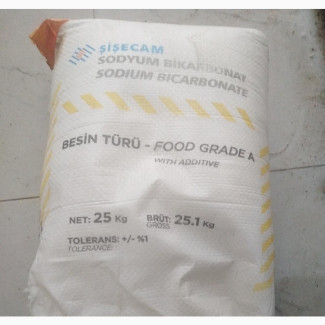 ŞİŞECAM
SODYUM BİKARBONAT
SODIUM BICARBONATE
BESİN TÜRÜ - FOOD GRADE A
WITH ADDITIVE
NET: 25 Kg
BRÜT: 25.1 Kg
GROSS
TOLERANS: +/- %1
TOLERANCE: